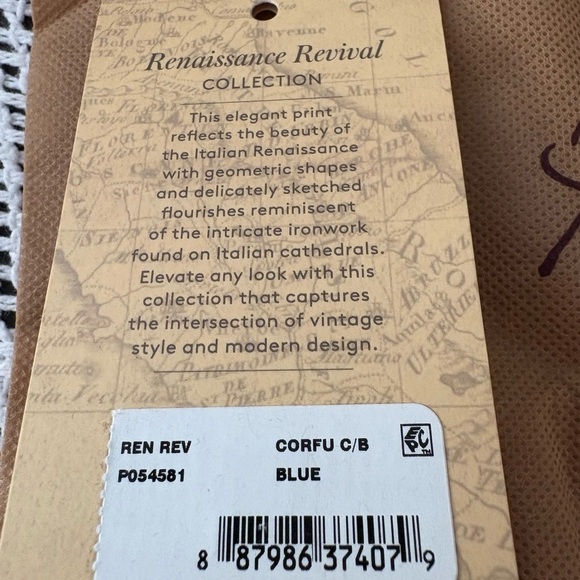 Renaissance Revival
COLLECTION
This elegant print
reflects the beauty of
the Italian Renaissance
with geometric shapes
and delicately sketched
flourishes reminiscent
of the intricate ironwork
found on Italian cathedrals.
Elevate any look with this
collection that captures
the intersection of vintage
style and modern design.
REN REV CORFU C/B
P054581 BLUE
EPC™
8 87986 37407 9